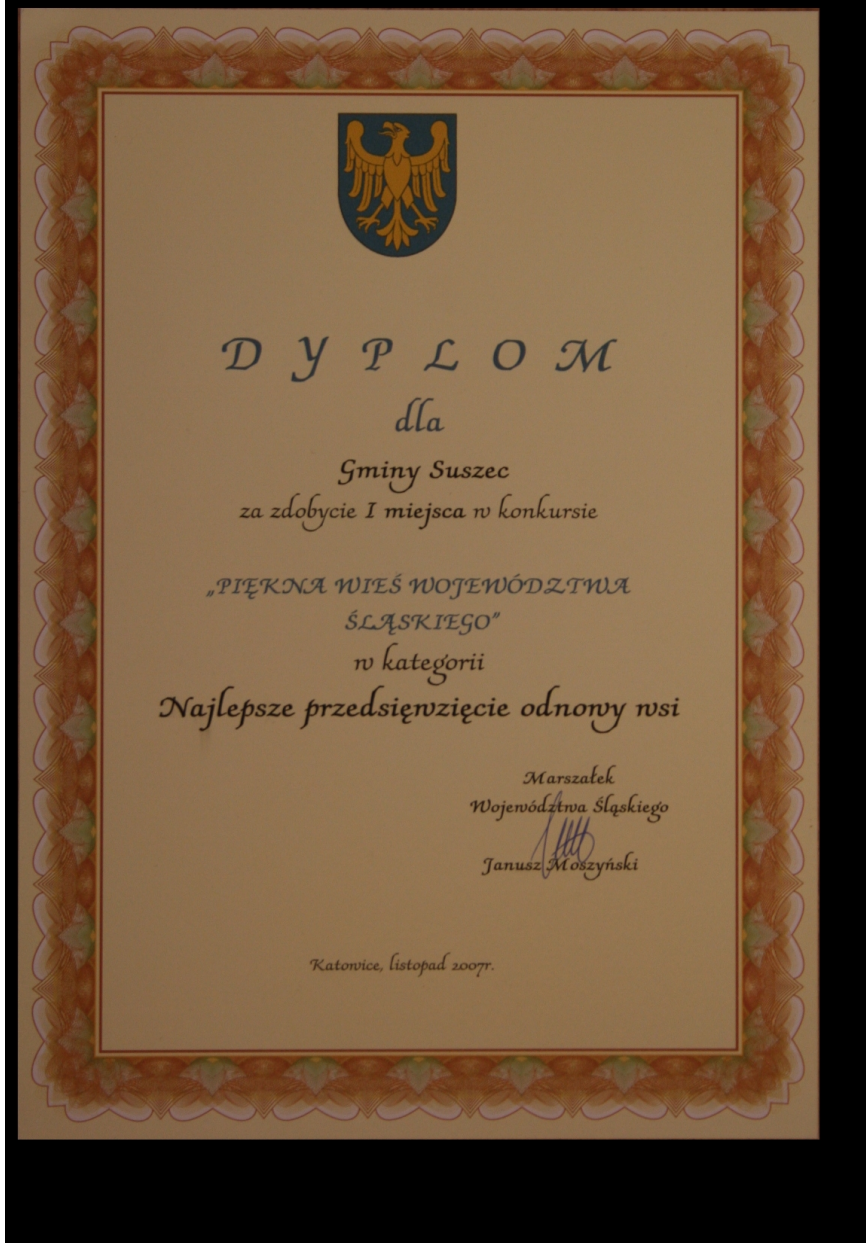 DYPLOM
dla
Gminy Suszec
za zdobycie I miejsca w konkursie
„PIĘKNA WIEŚ WOJEWÓDZTWA
ŚLĄSKIEGO”
w kategorii
Najlepsze przedsięwzięcie odnowy wsi
Marszałek
Województwa Śląskiego
Janusz Moszyński
Katowice, listopad 2007r.